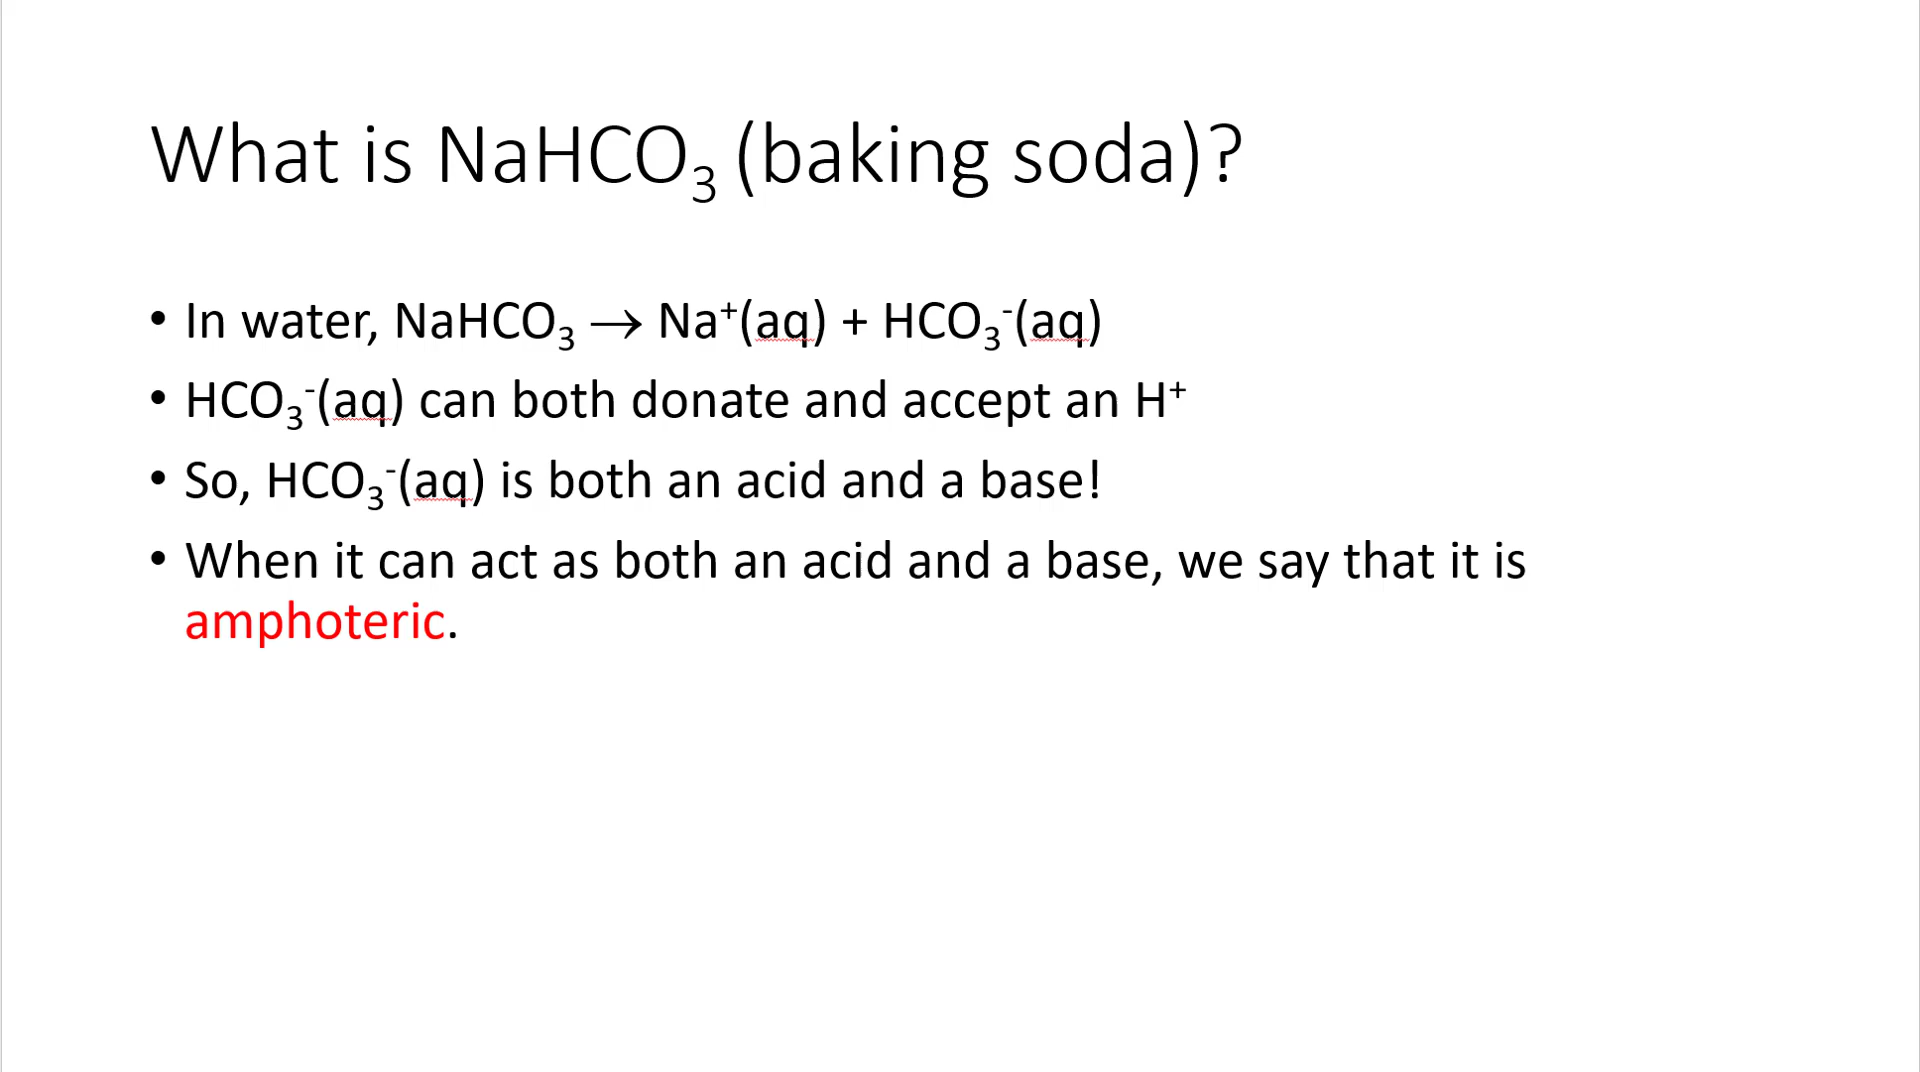 What is NaHCO₃ (baking soda)?
• In water, NaHCO₃ → Na⁺(aq) + HCO₃⁻(aq)
• HCO₃⁻(aq) can both donate and accept an H⁺
• So, HCO₃⁻(aq) is both an acid and a base!
• When it can act as both an acid and a base, we say that it is
amphoteric.